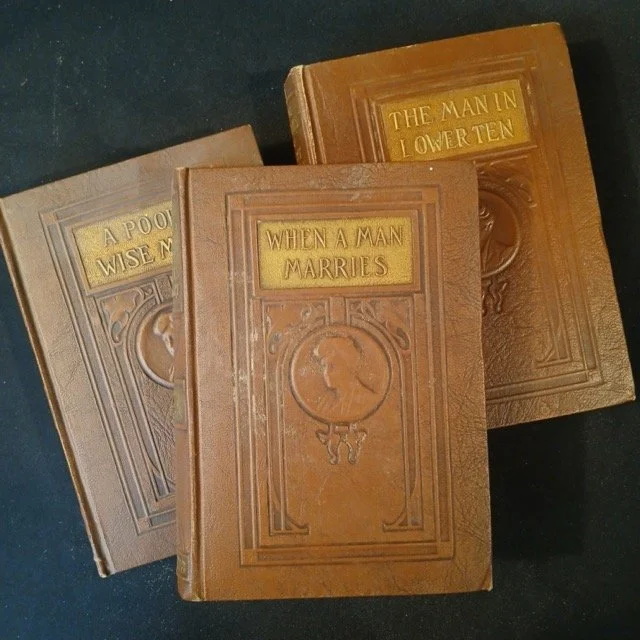 A POO
WISE M
WHEN A MAN
MARRIES
THE MAN IN
LOWER TEN